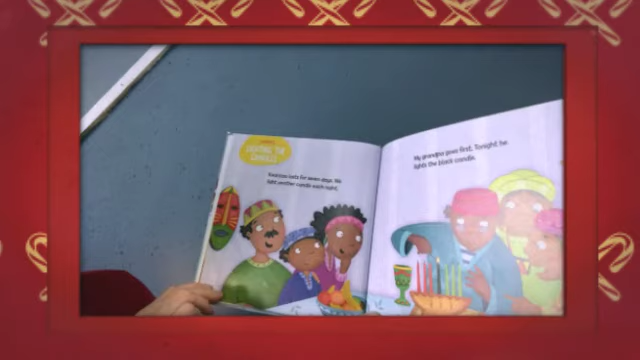 LIGHTING THE
CANDLES
Kwanzaa lasts for seven days. We
light another candle each night.
My grandpa goes first. Tonight he
lights the black candle.